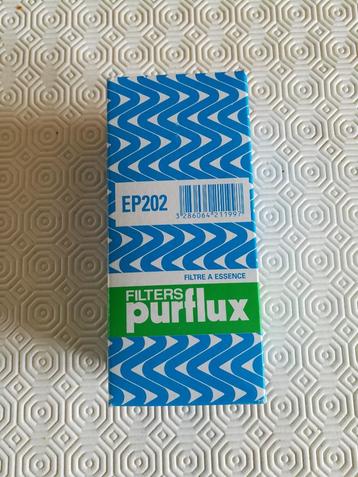 EP202
3 286064 211997
FILTRE A ESSENCE
FILTERS
purflux